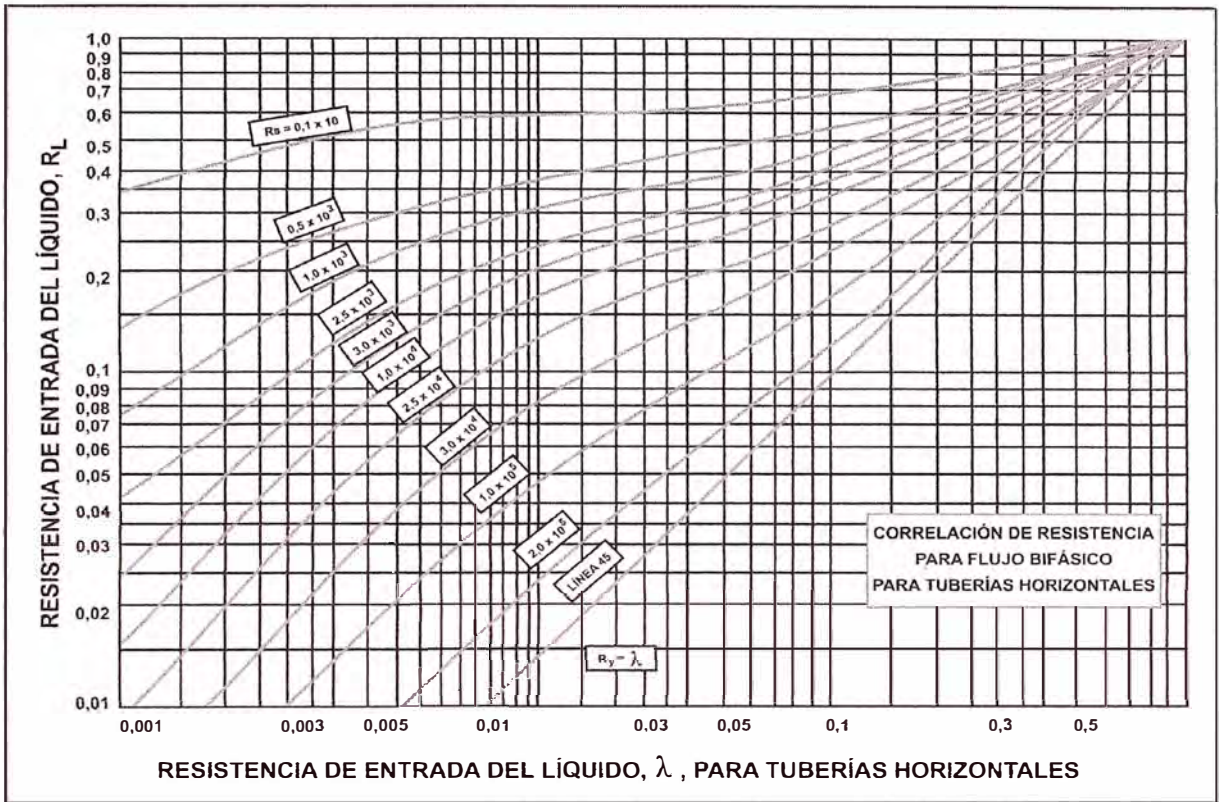 1,0
0,9
0,8
0,7
0,6
0,5
0,4
0,3
0,2
0,1
0,09
0,08
0,07
0,06
0,05
0,04
0,03
0,02
0,01
RESISTENCIA DE ENTRADA DEL LÍQUIDO, RL
Rs = 0,1 x 10
0,5 x 10³
1,0 x 10³
2,5 x 10³
3,0 x 10³
1,0 x 10⁴
2,5 x 10⁴
3,0 x 10⁴
1,0 x 10⁵
2,0 x 10⁵
LÍNEA 45
CORRELACIÓN DE RESISTENCIA
PARA FLUJO BIFÁSICO
PARA TUBERÍAS HORIZONTALES
Ry = λ
0,001 0,003 0,005 0,01 0,03 0,05 0,1 0,3 0,5
RESISTENCIA DE ENTRADA DEL LÍQUIDO, λ , PARA TUBERÍAS HORIZONTALES